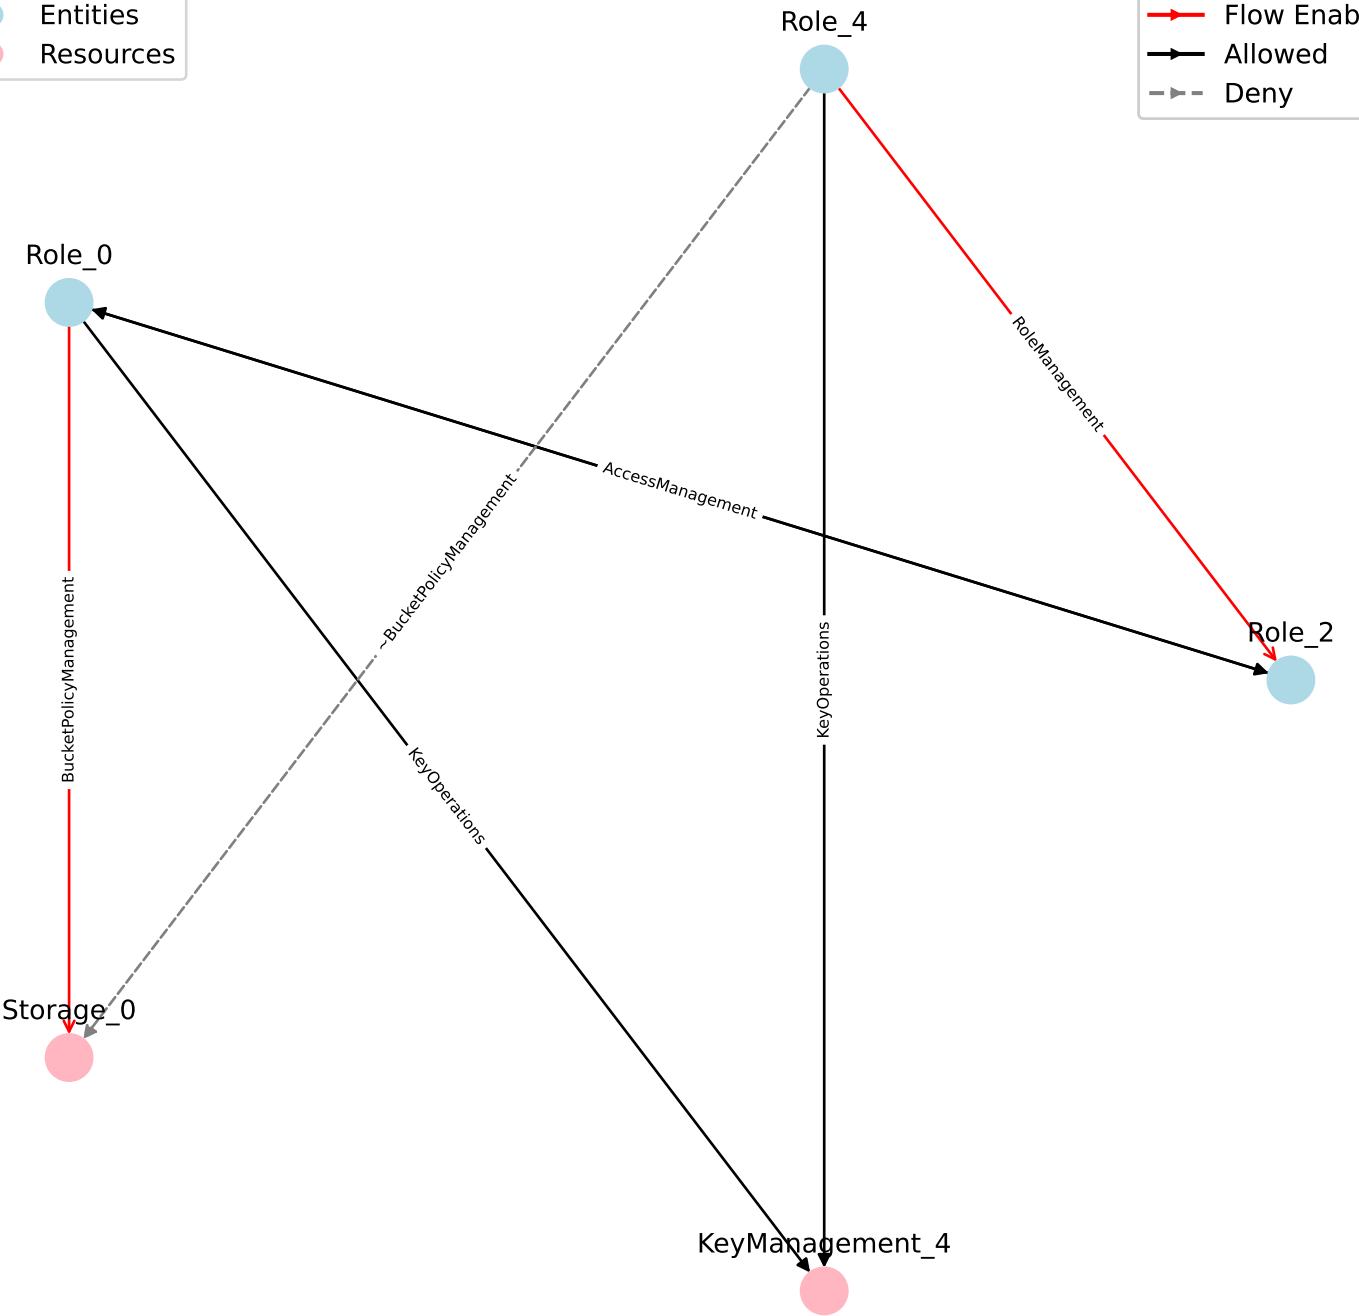 Entities
Resources
Role_4
Flow Enab
Allowed
Deny
Role_0
RoleManagement
AccessManagement
~BucketPolicyManagement
BucketPolicyManagement
KeyOperations
Role_2
KeyOperations
Storage_0
KeyManagement_4